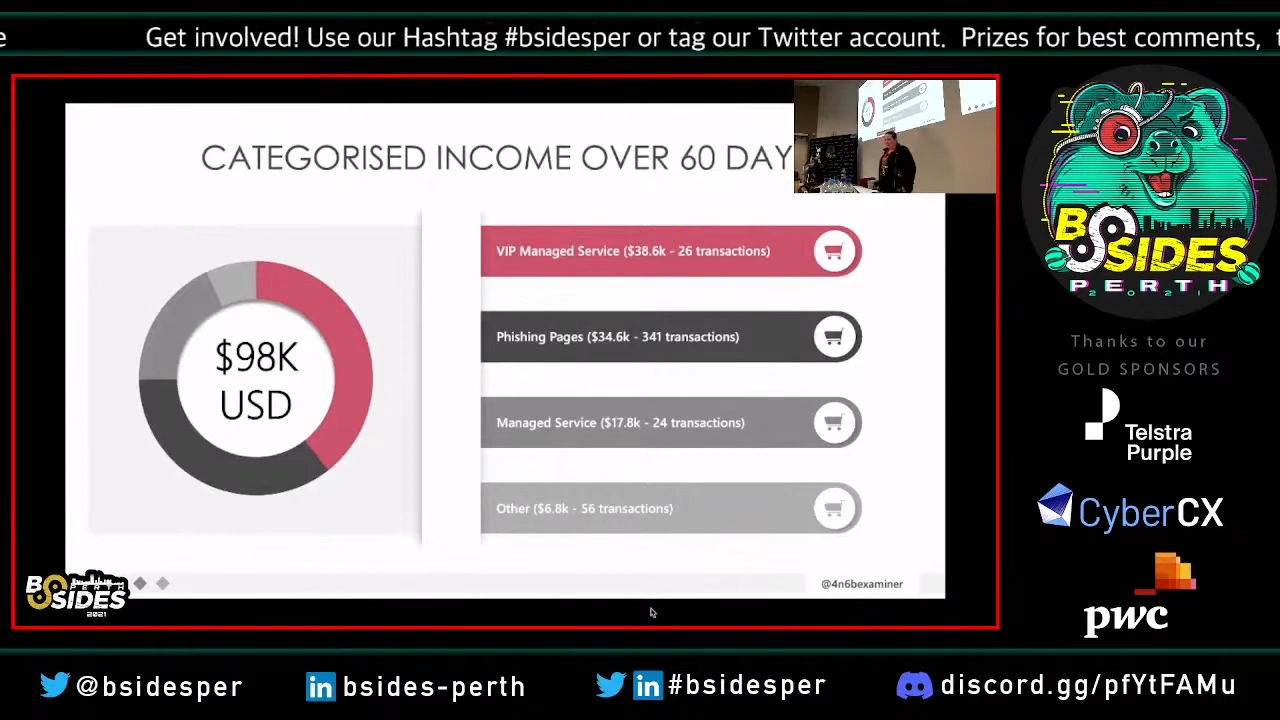 e Get involved! Use our Hashtag #bsidesper or tag our Twitter account. Prizes for best comments, t
CATEGORISED INCOME OVER 60 DAY
$98K
USD
VIP Managed Service ($38.6k - 26 transactions)
Phishing Pages ($34.6k - 341 transactions)
Managed Service ($17.8k - 24 transactions)
Other ($6.8k - 56 transactions)
@4n6bexaminer
BSIDES
PERTH
2021
BSIDES
PERTH
2021
Thanks to our
GOLD SPONSORS
Telstra
Purple
CyberCX
pwc
@bsidesper
bsides-perth
#bsidesper
discord.gg/pfYtFAMu